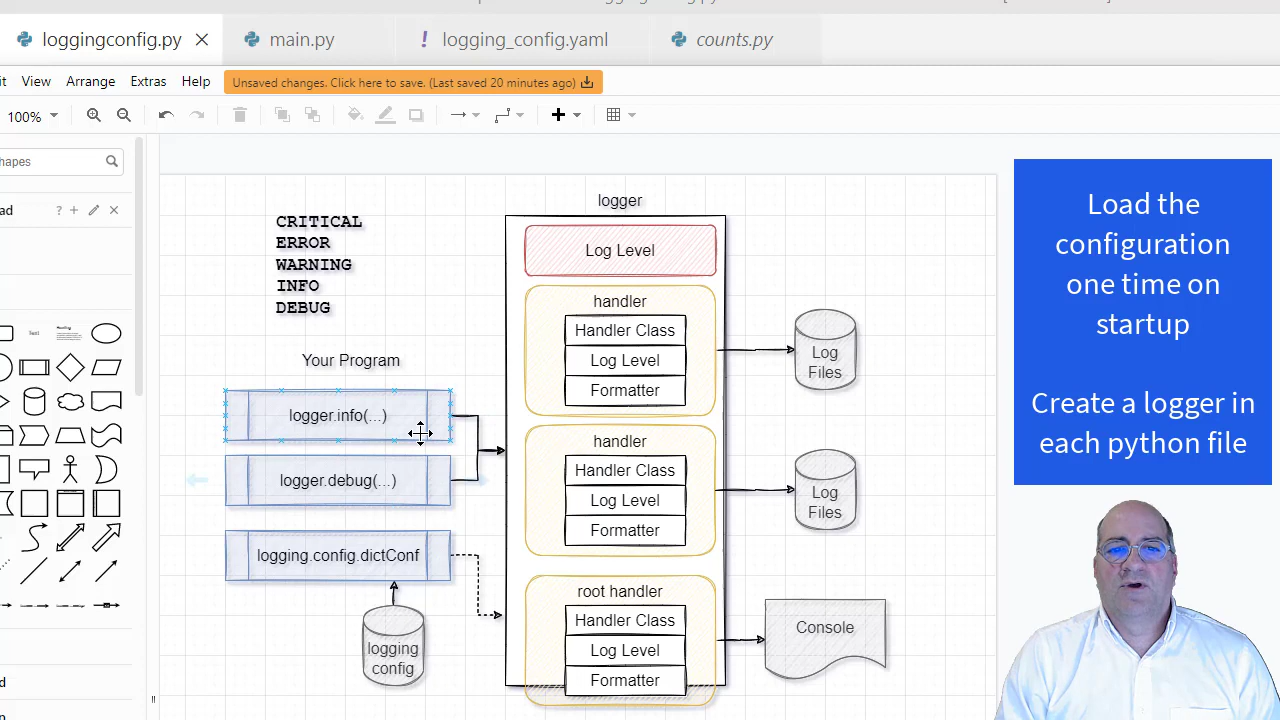 loggingconfig.py
main.py
! logging_config.yaml
counts.py
it View Arrange Extras Help
Unsaved changes. Click here to save. (Last saved 20 minutes ago)
100%
hapes
ad
?
Text
Heading
d
CRITICAL
ERROR
WARNING
INFO
DEBUG
Your Program
logger.info(...)
logger.debug(...)
logging.config.dictConf
logging
config
logger
Log Level
handler
Handler Class
Log Level
Formatter
handler
Handler Class
Log Level
Formatter
root handler
Handler Class
Log Level
Formatter
Log
Files
Log
Files
Console
Load the
configuration
one time on
startup
Create a logger in
each python file